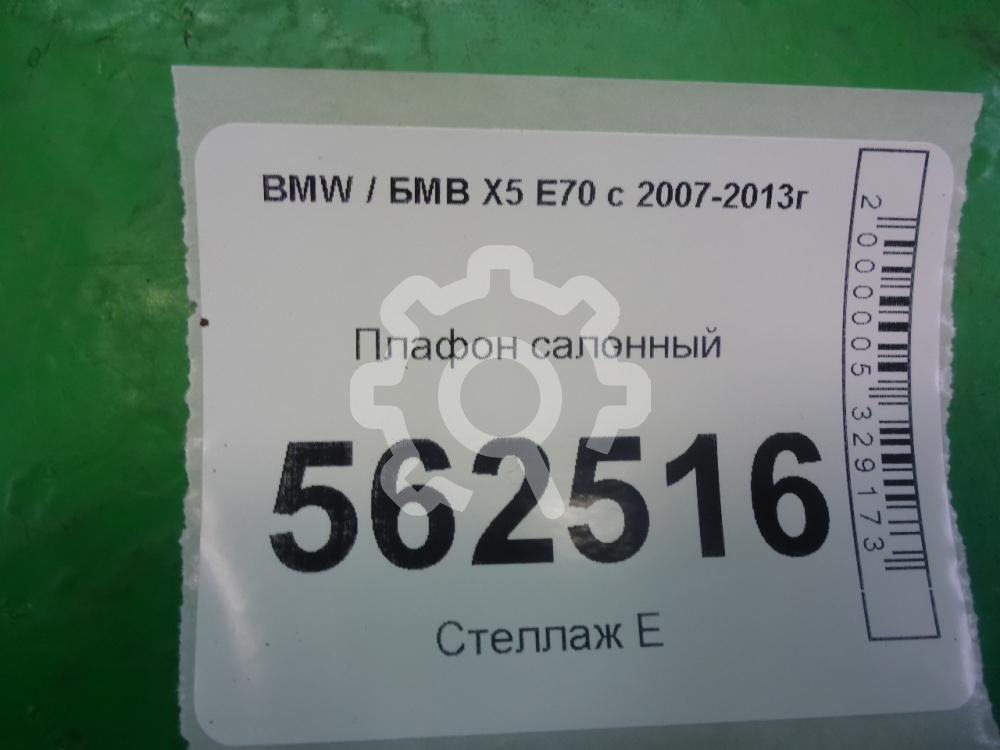 BMW / БМВ X5 E70 с 2007-2013г
Плафон салонный
562516
Стеллаж Е
2000005329173